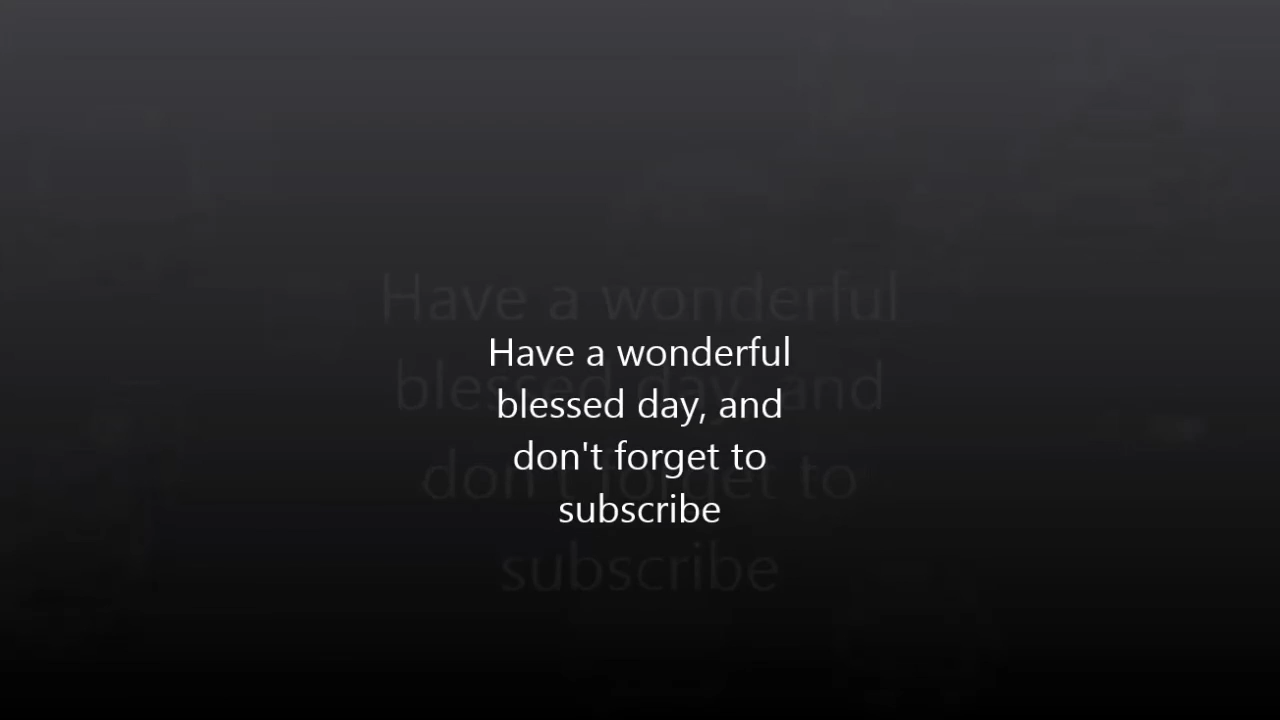 Have a wonderful
blessed day, and
don't forget to
subscribe